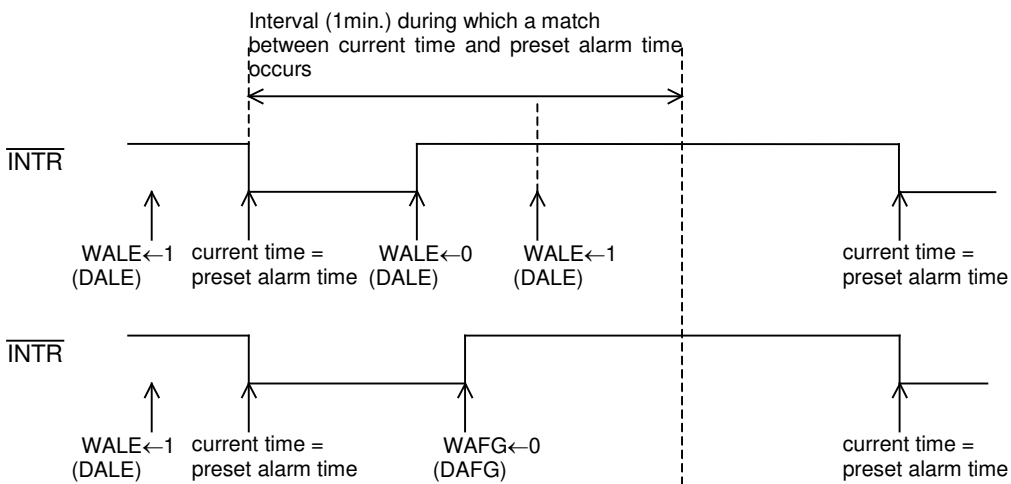 Interval (1min.) during which a match
between current time and preset alarm time
occurs
INTR
WALE←1 current time = WALE←0 WALE←1 current time =
(DALE) preset alarm time (DALE) (DALE) preset alarm time
INTR
WALE←1 current time = WAFG←0 current time =
(DALE) preset alarm time (DAFG) preset alarm time